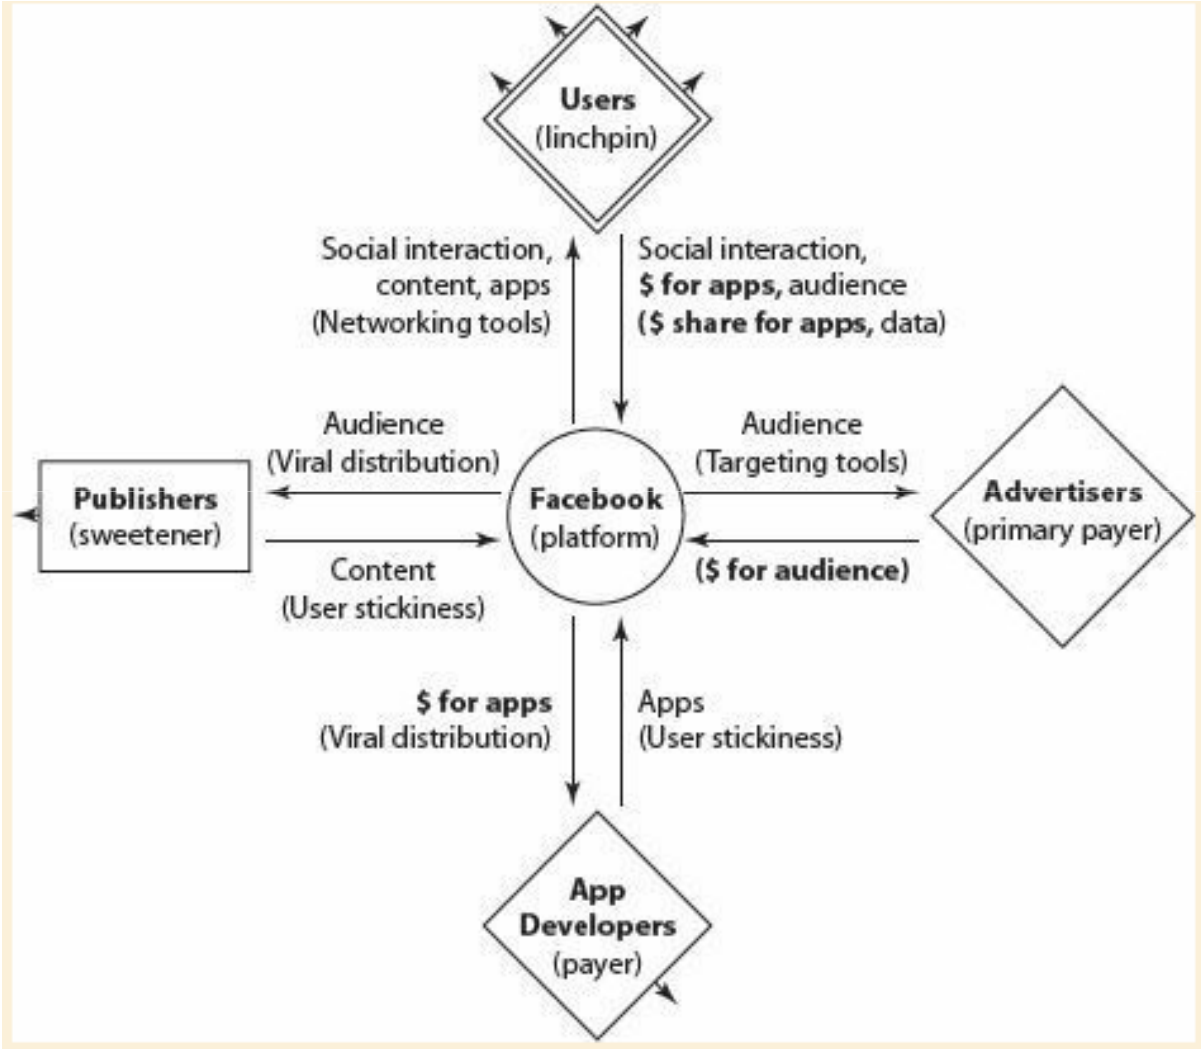 Users
(linchpin)
Social interaction,
content, apps
(Networking tools)
Social interaction,
$ for apps, audience
($ share for apps, data)
Audience
(Viral distribution)
Audience
(Targeting tools)
Publishers
(sweetener)
Facebook
(platform)
Advertisers
(primary payer)
Content
(User stickiness)
($ for audience)
$ for apps
(Viral distribution)
Apps
(User stickiness)
App
Developers
(payer)